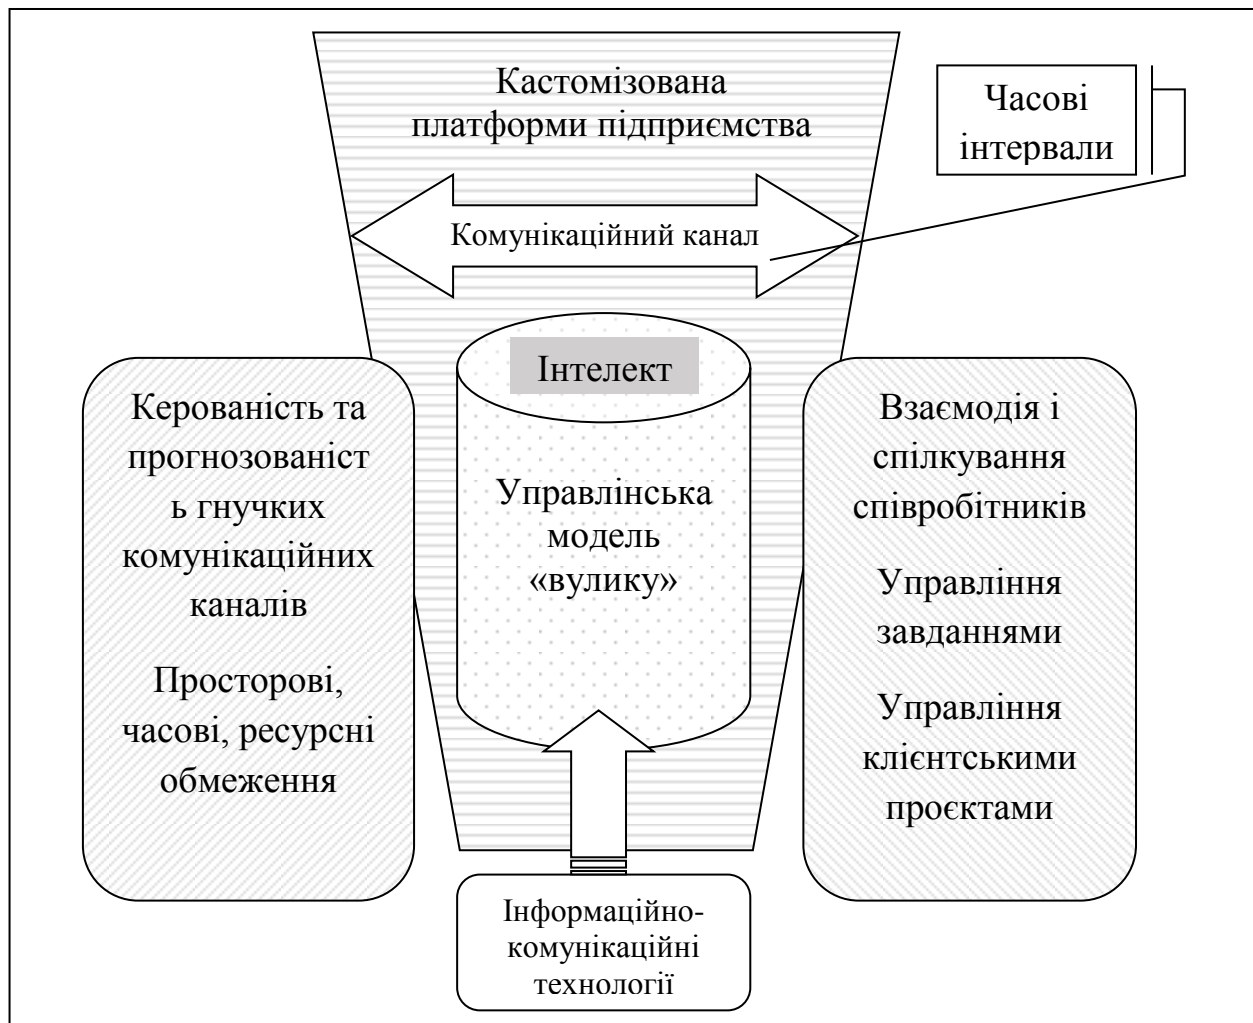 Кастомізована
платформи підприємства
Часові
інтервали
Комунікаційний канал
Інтелект
Управлінська
модель
«вулику»
Керованість та
прогнозованіст
ь гнучких
комунікаційних
каналів
Просторові,
часові, ресурсні
обмеження
Взаємодія і
спілкування
співробітників
Управління
завданнями
Управління
клієнтськими
проєктами
Інформаційно-
комунікаційні
технології